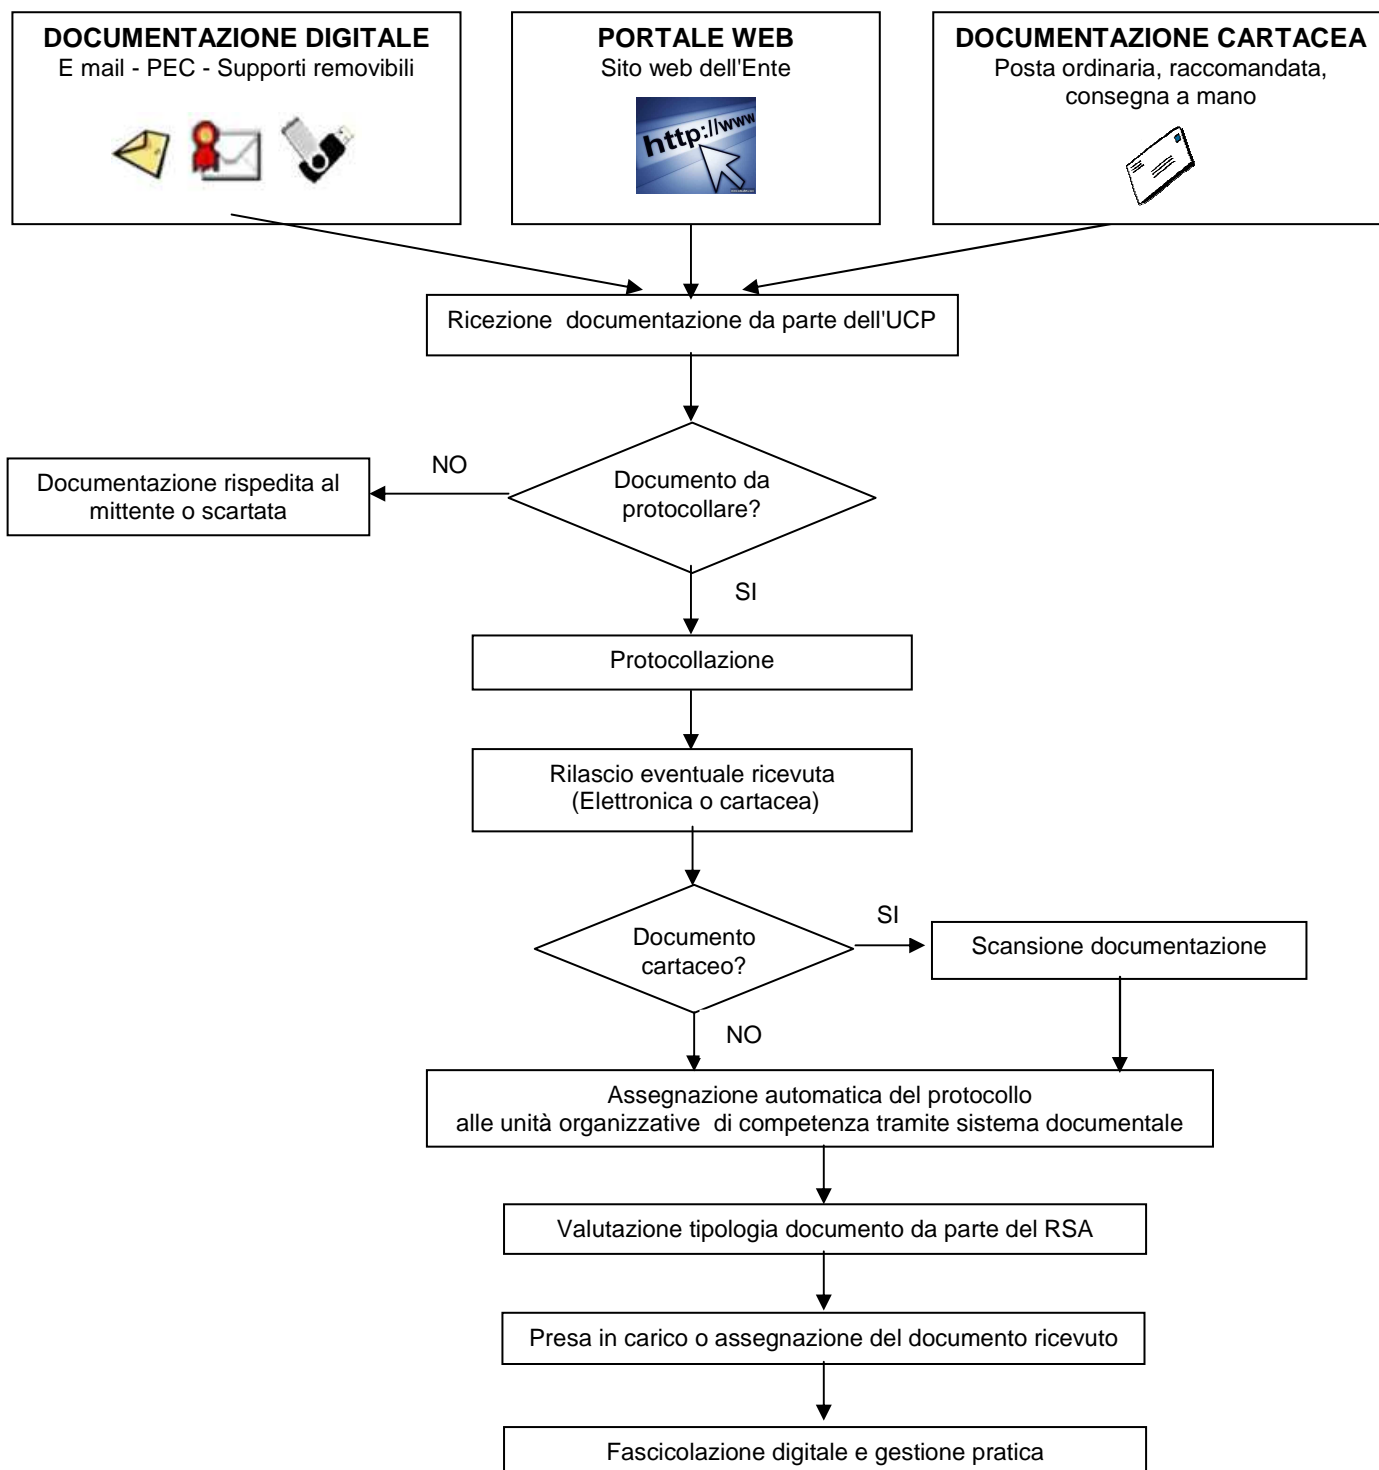 DOCUMENTAZIONE DIGITALE
E mail - PEC - Supporti removibili
PORTALE WEB
Sito web dell'Ente
http://www
DOCUMENTAZIONE CARTACEA
Posta ordinaria, raccomandata,
consegna a mano
Ricezione documentazione da parte dell'UCP
Documento da
protocollare?
NO
Documentazione rispedita al
mittente o scartata
SI
Protocollazione
Rilascio eventuale ricevuta
(Elettronica o cartacea)
Documento
cartaceo?
SI
Scansione documentazione
NO
Assegnazione automatica del protocollo
alle unità organizzative di competenza tramite sistema documentale
Valutazione tipologia documento da parte del RSA
Presa in carico o assegnazione del documento ricevuto
Fascicolazione digitale e gestione pratica